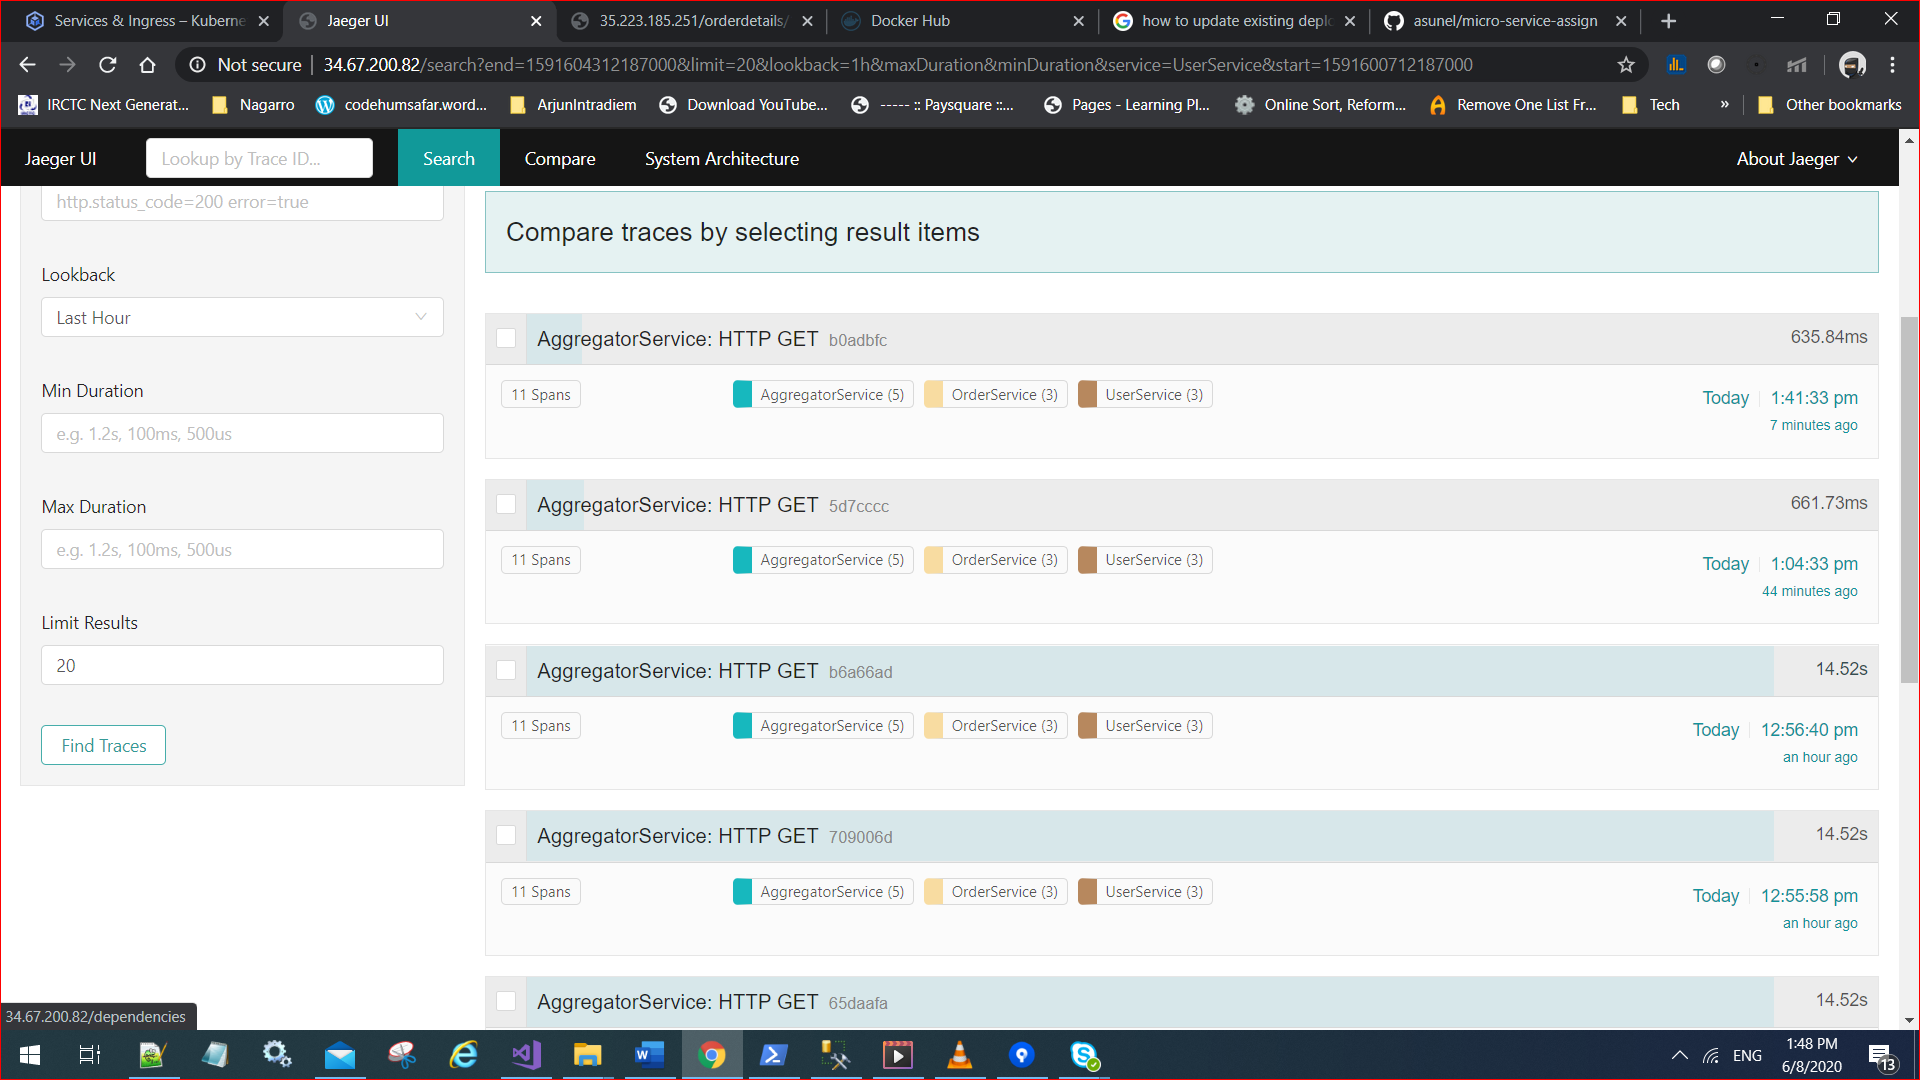 Services & Ingress – Kuberne
Jaeger UI
35.223.185.251/orderdetails/
Docker Hub
how to update existing deplo
asunel/micro-service-assign
Not secure
34.67.200.82/search?end=1591604312187000&limit=20&lookback=1h&maxDuration&minDuration&service=UserService&start=1591600712187000
IRCTC Next Generat...
Nagarro
codehumsafar.word...
ArjunIntradiem
Download YouTube...
----- :: Paysquare ::...
Pages - Learning Pl...
Online Sort, Reform...
Remove One List Fr...
Tech
»
Other bookmarks
Jaeger UI
Lookup by Trace ID...
Search
Compare
System Architecture
About Jaeger
http.status_code=200 error=true
Lookback
Last Hour
Min Duration
e.g. 1.2s, 100ms, 500us
Max Duration
e.g. 1.2s, 100ms, 500us
Limit Results
20
Find Traces
Compare traces by selecting result items
AggregatorService: HTTP GET b0adbfc
635.84ms
11 Spans
AggregatorService (5)
OrderService (3)
UserService (3)
Today
1:41:33 pm
7 minutes ago
AggregatorService: HTTP GET 5d7cccc
661.73ms
11 Spans
AggregatorService (5)
OrderService (3)
UserService (3)
Today
1:04:33 pm
44 minutes ago
AggregatorService: HTTP GET b6a66ad
14.52s
11 Spans
AggregatorService (5)
OrderService (3)
UserService (3)
Today
12:56:40 pm
an hour ago
AggregatorService: HTTP GET 709006d
14.52s
11 Spans
AggregatorService (5)
OrderService (3)
UserService (3)
Today
12:55:58 pm
an hour ago
AggregatorService: HTTP GET 65daafa
14.52s
34.67.200.82/dependencies
ENG
1:48 PM
6/8/2020
13